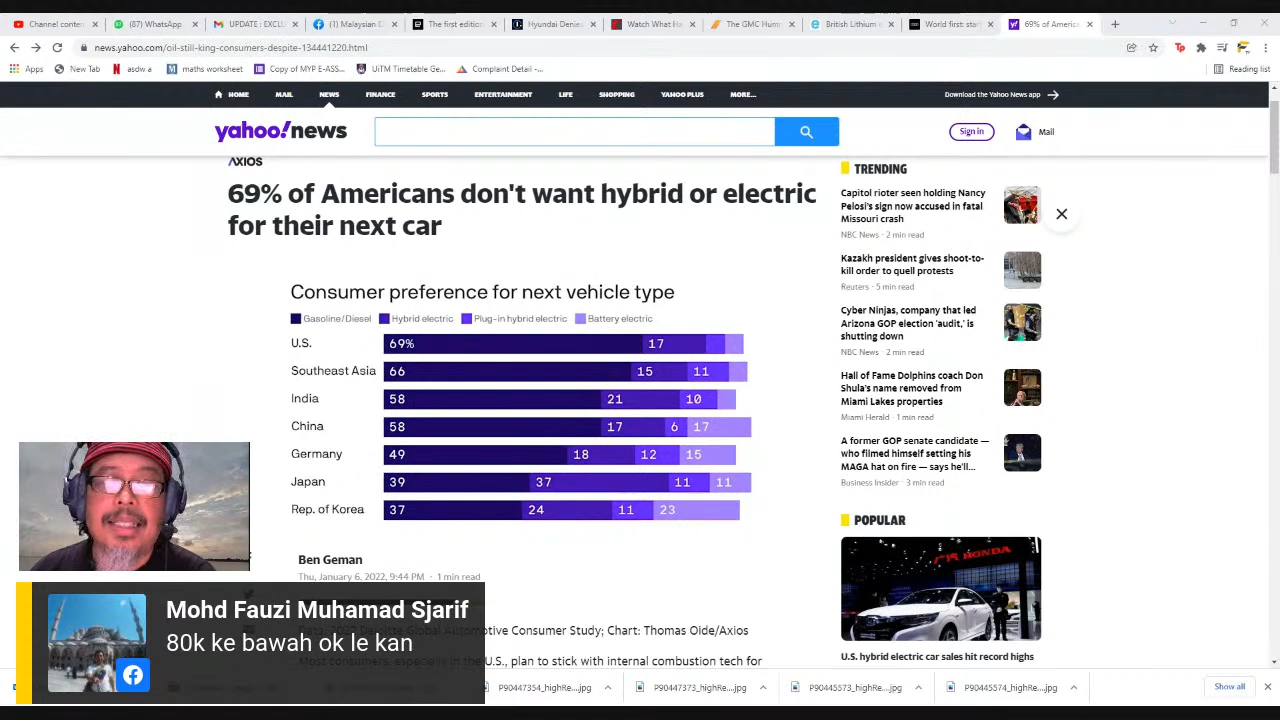 Channel conten
(87) WhatsApp
UPDATE : EXCLU
(1) Malaysian E
The first edition
Hyundai Denies
Watch What Ha
The GMC Humm
British Lithium e
World first: star
69% of America
news.yahoo.com/oil-still-king-consumers-despite-134441220.html
Apps
New Tab
asdw a
maths worksheet
Copy of MYP E-ASS...
UiTM Timetable Ge...
Complaint Detail -...
Reading list
HOME
MAIL
NEWS
FINANCE
SPORTS
ENTERTAINMENT
LIFE
SHOPPING
YAHOO PLUS
MORE...
Download the Yahoo News app
yahoo!news
Sign in
Mail
AXIOS
69% of Americans don't want hybrid or electric
for their next car
Consumer preference for next vehicle type
Gasoline/Diesel Hybrid electric Plug-in hybrid electric Battery electric
U.S. 69% 17
Southeast Asia 66 15 11
India 58 21 10
China 58 17 6 17
Germany 49 18 12 15
Japan 39 37 11 11
Rep. of Korea 37 24 11 23
Ben Geman
Thu, January 6, 2022, 9:44 PM · 1 min read
Automotive Consumer Study; Chart: Thomas Oide/Axios
U.S., plan to stick with internal combustion tech for
TRENDING
Capitol rioter seen holding Nancy
Pelosi's sign now accused in fatal
Missouri crash
NBC News · 2 min read
Kazakh president gives shoot-to-
kill order to quell protests
Reuters · 5 min read
Cyber Ninjas, company that led
Arizona GOP election 'audit,' is
shutting down
NBC News · 2 min read
Hall of Fame Dolphins coach Don
Shula's name removed from
Miami Lakes properties
Miami Herald · 1 min read
A former GOP senate candidate —
who filmed himself setting his
MAGA hat on fire — says he'll...
Business Insider · 3 min read
POPULAR
HONDA
U.S. hybrid electric car sales hit record highs
Mohd Fauzi Muhamad Sjarif
80k ke bawah ok le kan
P90447354_highRe....jpg
P90447373_highRe....jpg
P90445573_highRe....jpg
P90445574_highRe....jpg
Show all